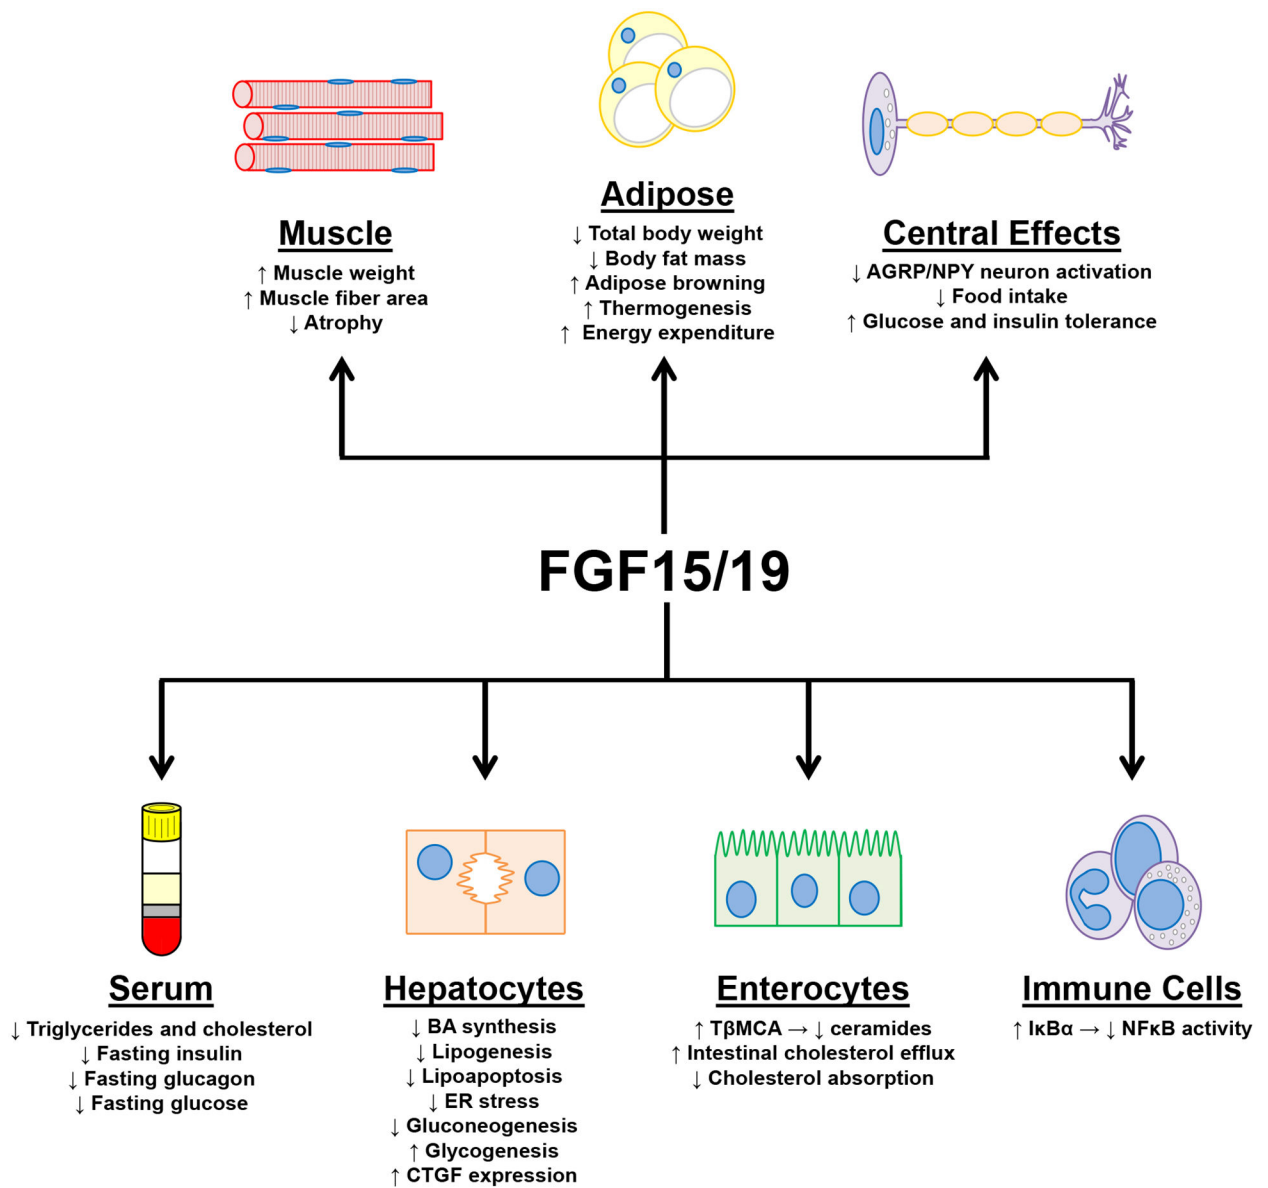 Muscle
↑ Muscle weight
↑ Muscle fiber area
↓ Atrophy
Adipose
↓ Total body weight
↓ Body fat mass
↑ Adipose browning
↑ Thermogenesis
↑ Energy expenditure
Central Effects
↓ AGRP/NPY neuron activation
↓ Food intake
↑ Glucose and insulin tolerance
FGF15/19
Serum
↓ Triglycerides and cholesterol
↓ Fasting insulin
↓ Fasting glucagon
↓ Fasting glucose
Hepatocytes
↓ BA synthesis
↓ Lipogenesis
↓ Lipoapoptosis
↓ ER stress
↓ Gluconeogenesis
↑ Glycogenesis
↑ CTGF expression
Enterocytes
↑ TβMCA → ↓ ceramides
↑ Intestinal cholesterol efflux
↓ Cholesterol absorption
Immune Cells
↑ IκBα → ↓ NFκB activity